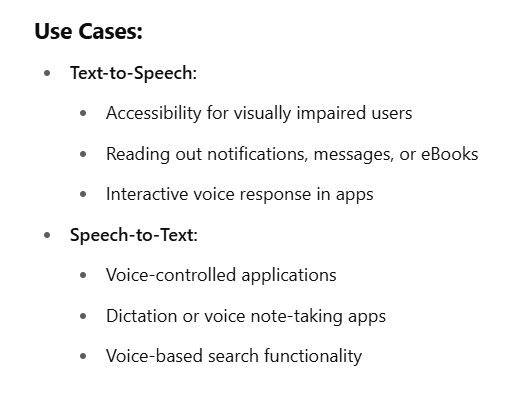 Use Cases:
Text-to-Speech:
Accessibility for visually impaired users
Reading out notifications, messages, or eBooks
Interactive voice response in apps
Speech-to-Text:
Voice-controlled applications
Dictation or voice note-taking apps
Voice-based search functionality